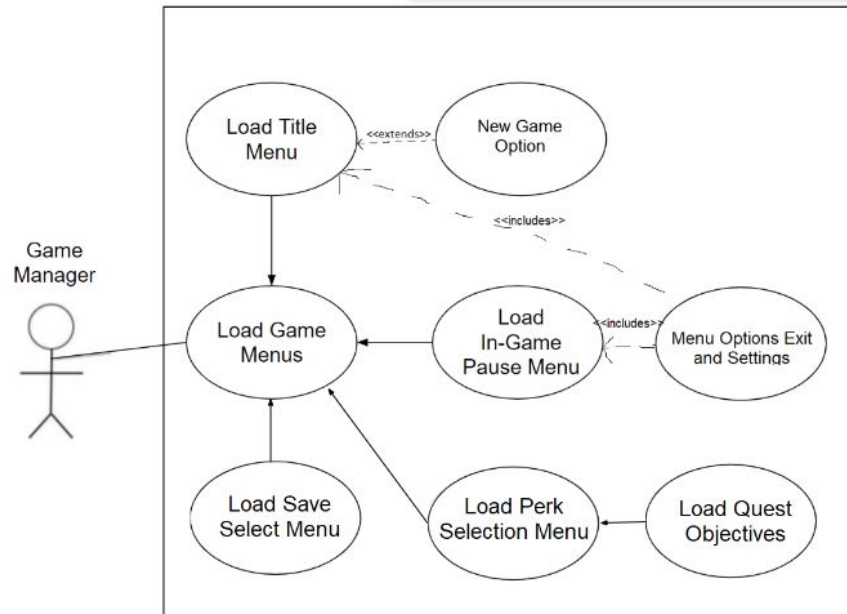 Load Title
Menu
<<extends>>
New Game
Option
<<includes>>
Game
Manager
Load Game
Menus
Load
In-Game
Pause Menu
<<includes>>
Menu Options Exit
and Settings
Load Save
Select Menu
Load Perk
Selection Menu
Load Quest
Objectives